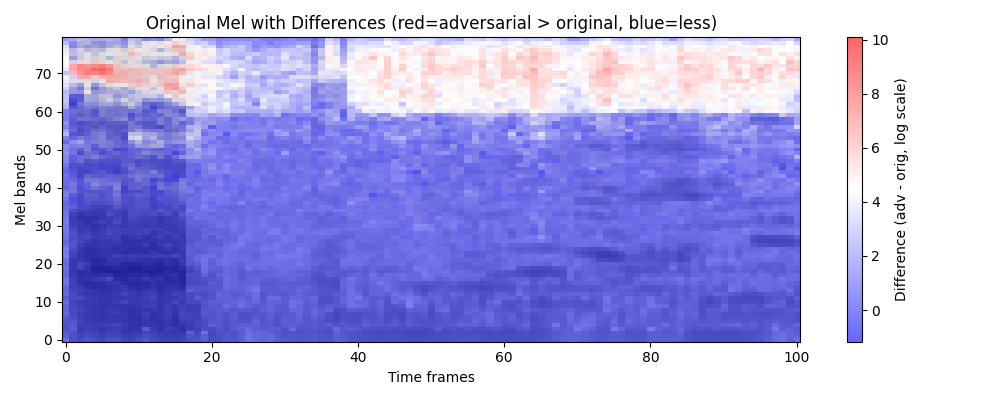 Original Mel with Differences (red=adversarial > original, blue=less)
Mel bands
70
60
50
40
30
20
10
0
0 20 40 60 80 100
Time frames
10
8
6
4
2
0
Difference (adv - orig, log scale)